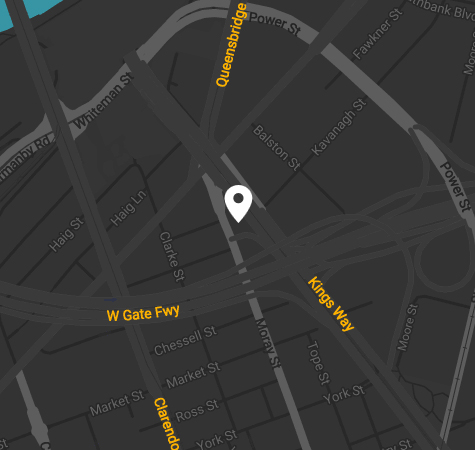 Queensbridge
Power St
Fawkner St
Whiteman St
Balston St
Kavanagh St
Power St
Haig Ln
Haig St
Clarke St
W Gate Fwy
Kings Way
Moray St
Moore St
Chessell St
Tope St
Market St
Market St
York St
Ross St
York St
Clarendo